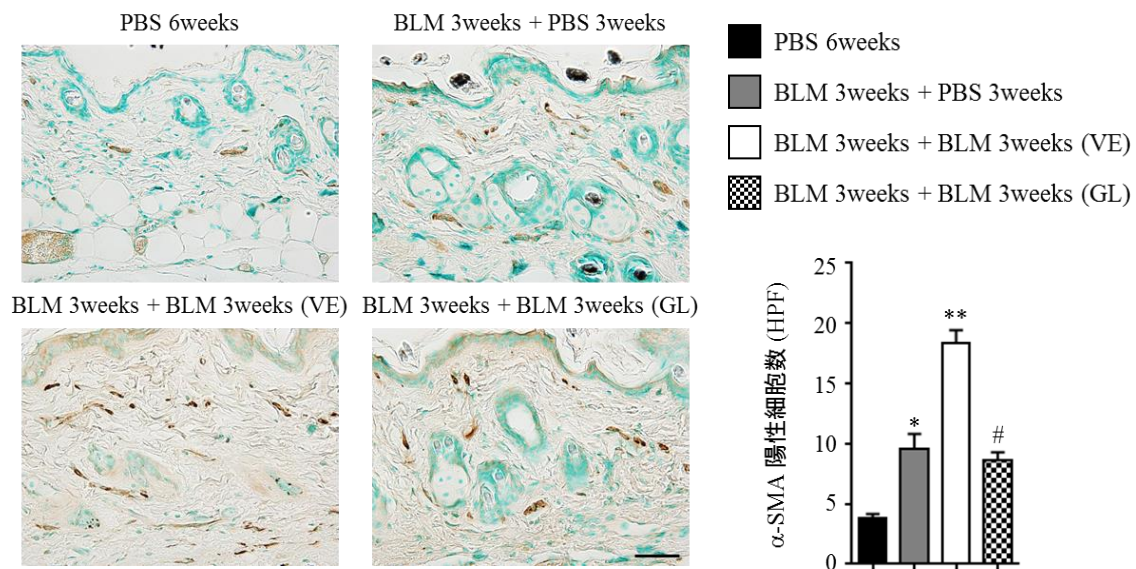 PBS 6weeks
BLM 3weeks + PBS 3weeks
BLM 3weeks + BLM 3weeks (VE)
BLM 3weeks + BLM 3weeks (GL)
PBS 6weeks
BLM 3weeks + PBS 3weeks
BLM 3weeks + BLM 3weeks (VE)
BLM 3weeks + BLM 3weeks (GL)
α-SMA 陽性細胞数 (HPF)
25
20
15
10
5
0
*
**
#